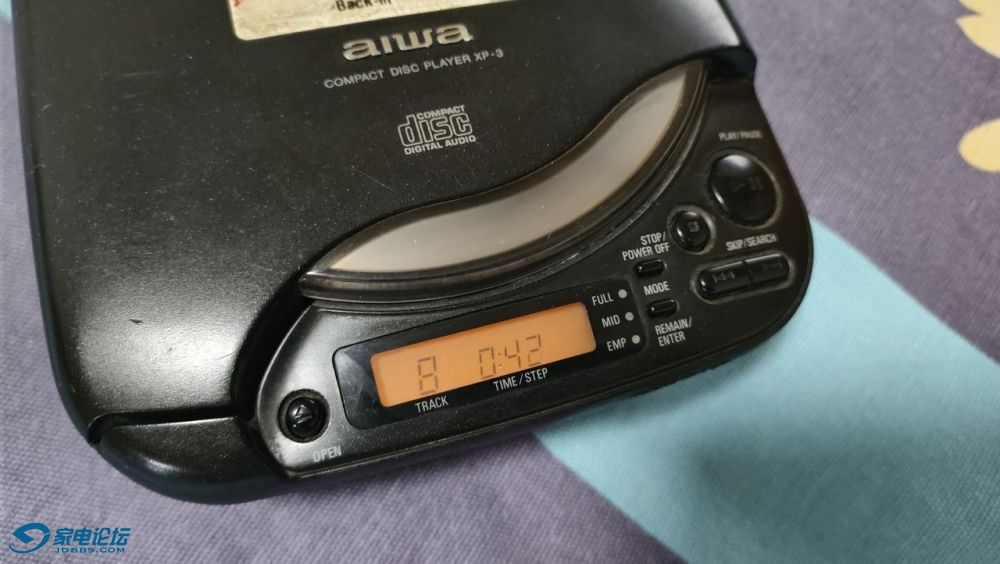 Back-in
aiwa
COMPACT DISC PLAYER XP-3
COMPACT
disc
DIGITAL AUDIO
PLAY/PAUSE
STOP/
POWER OFF
SKIP/SEARCH
MODE
REMAIN/
ENTER
FULL
MID
EMP
8 0:42
TRACK
TIME/STEP
OPEN
家电论坛
JDBBS.COM